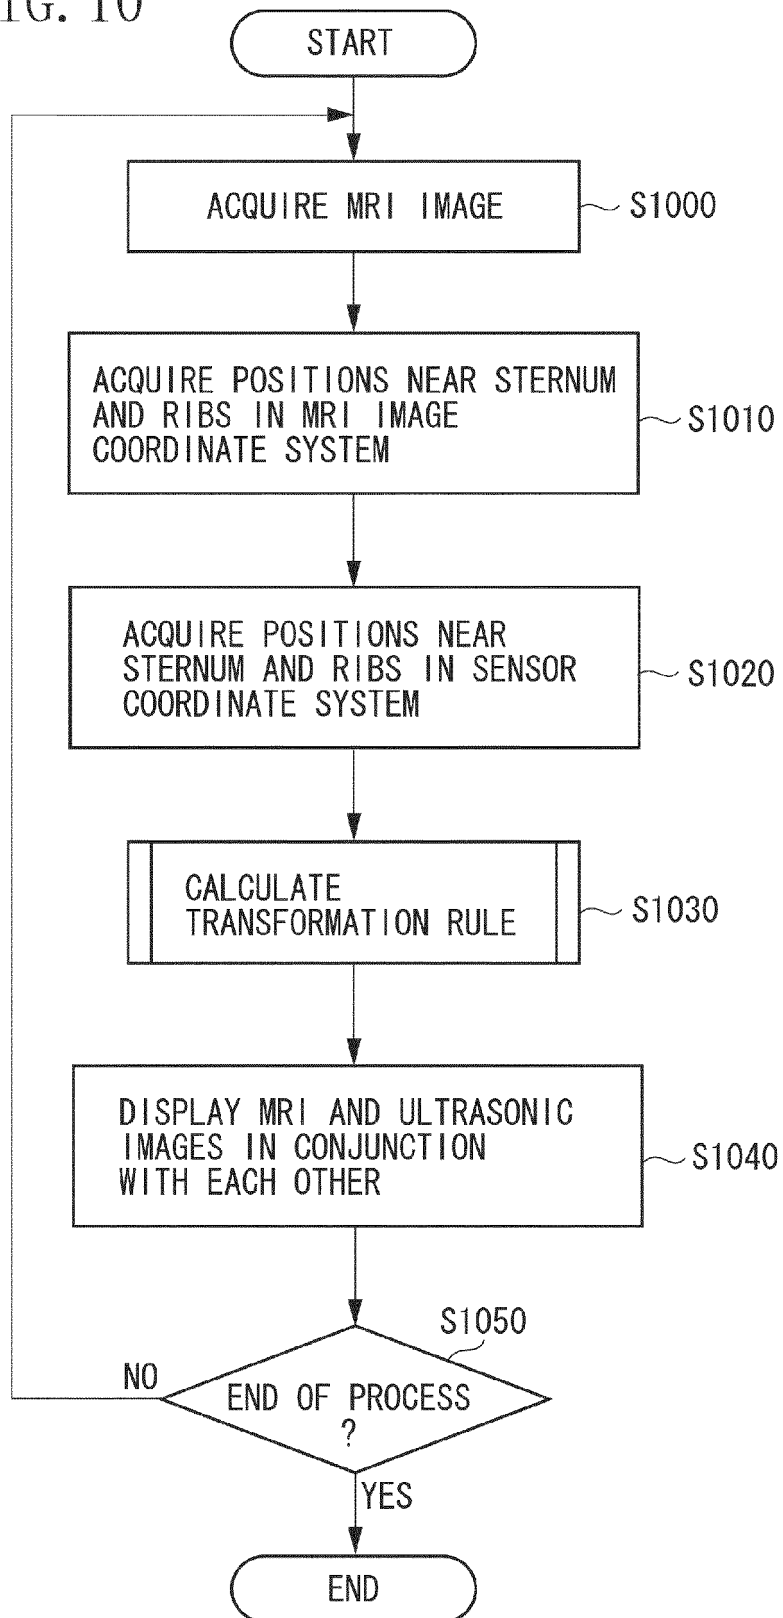 FIG. 10
START
ACQUIRE MRI IMAGE
S1000
ACQUIRE POSITIONS NEAR STERNUM
AND RIBS IN MRI IMAGE
COORDINATE SYSTEM
S1010
ACQUIRE POSITIONS NEAR
STERNUM AND RIBS IN SENSOR
COORDINATE SYSTEM
S1020
CALCULATE
TRANSFORMATION RULE
S1030
DISPLAY MRI AND ULTRASONIC
IMAGES IN CONJUNCTION
WITH EACH OTHER
S1040
S1050
NO
END OF PROCESS
?
YES
END